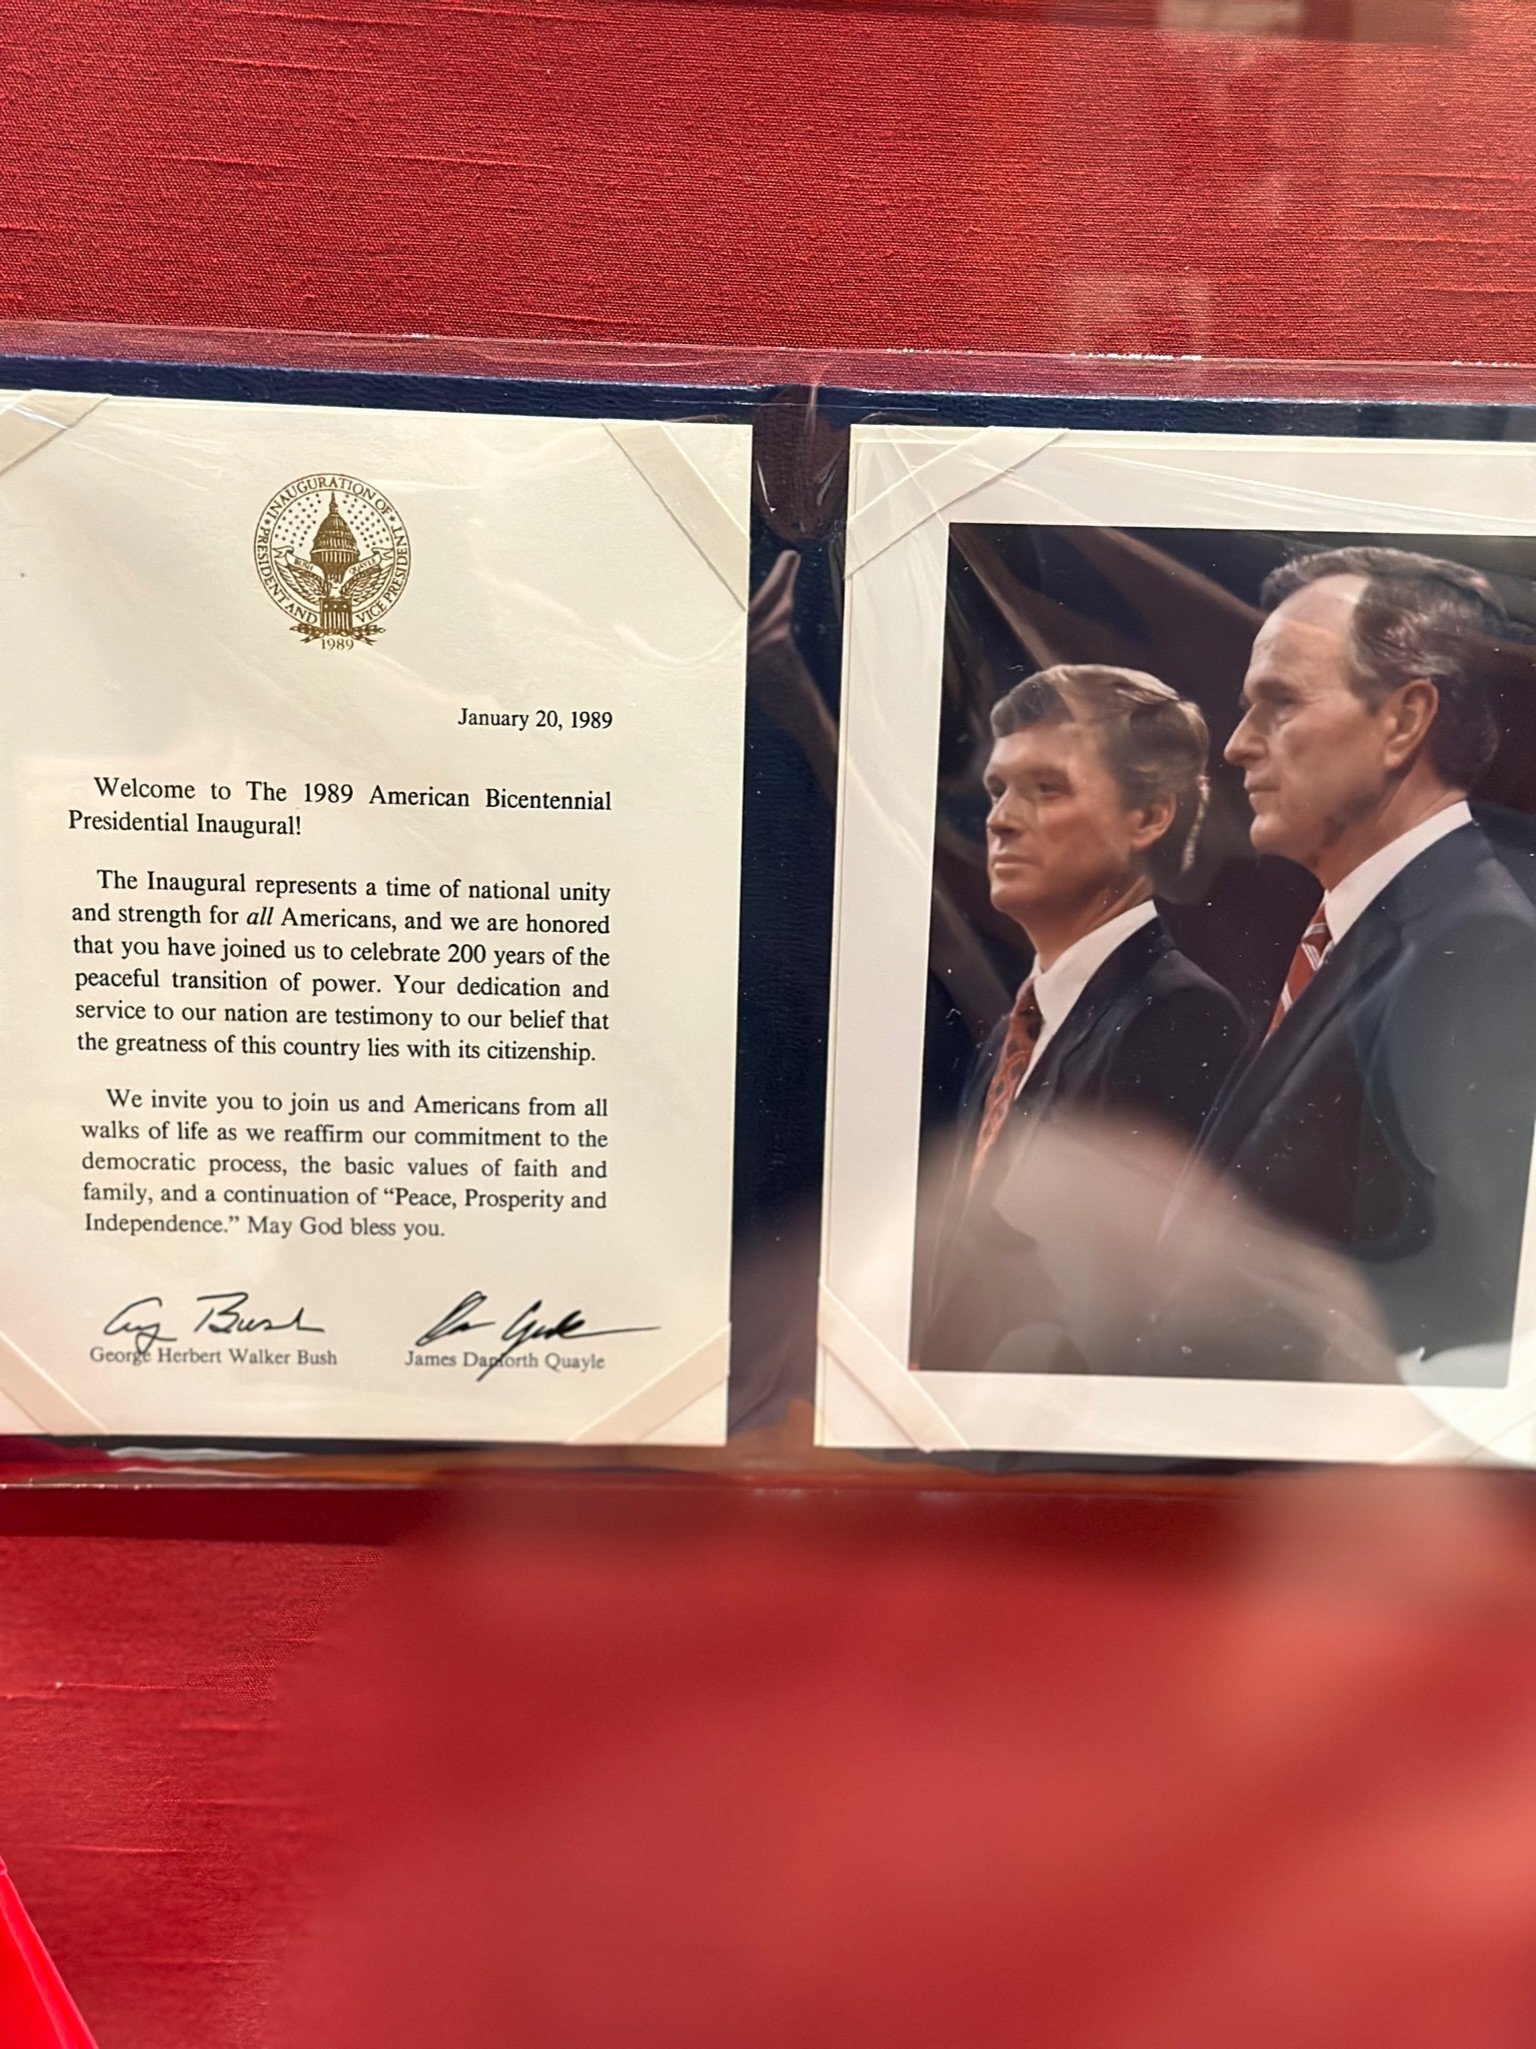 INAUGURATION OF
PRESIDENT AND VICE PRESIDENT
BUSH QUAYLE
1989
January 20, 1989
Welcome to The 1989 American Bicentennial
Presidential Inaugural!
The Inaugural represents a time of national unity
and strength for all Americans, and we are honored
that you have joined us to celebrate 200 years of the
peaceful transition of power. Your dedication and
service to our nation are testimony to our belief that
the greatness of this country lies with its citizenship.
We invite you to join us and Americans from all
walks of life as we reaffirm our commitment to the
democratic process, the basic values of faith and
family, and a continuation of “Peace, Prosperity and
Independence.” May God bless you.
George Herbert Walker Bush
James Danforth Quayle